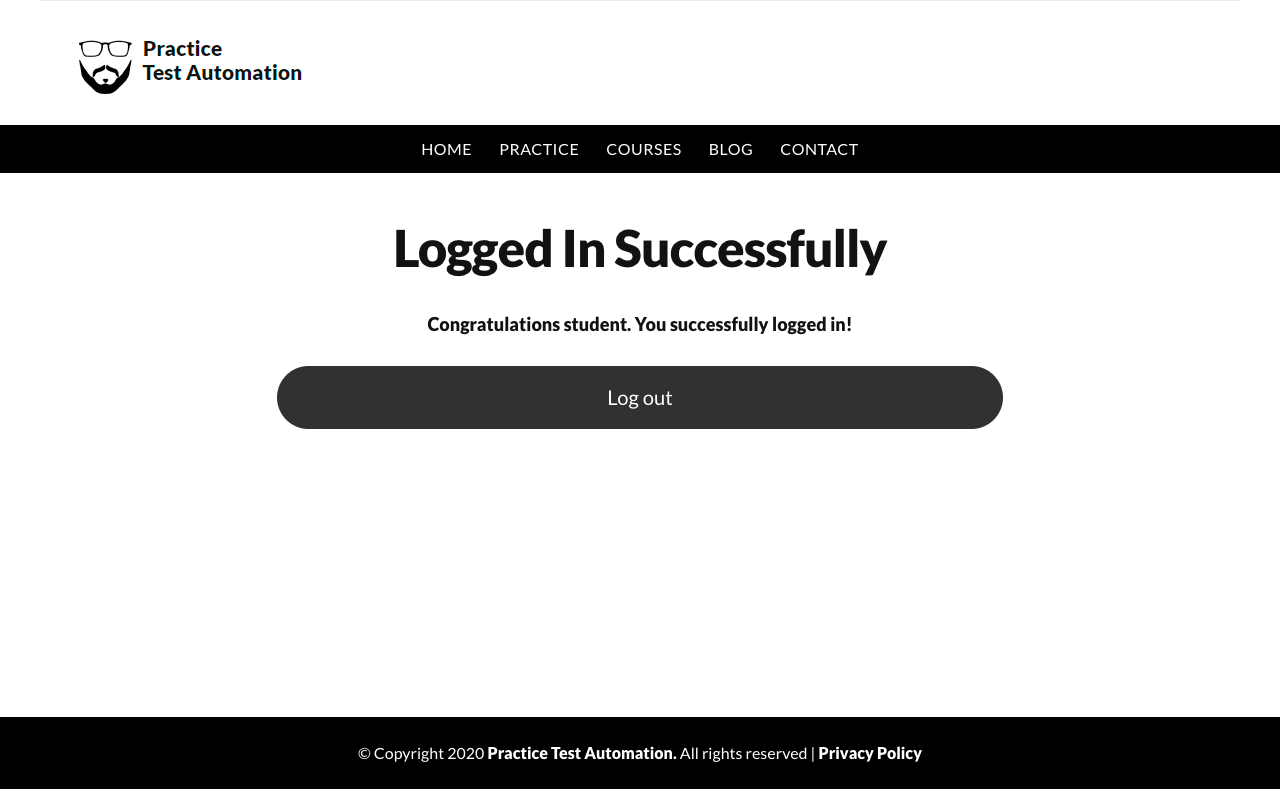 Practice
Test Automation
HOME PRACTICE COURSES BLOG CONTACT
Logged In Successfully
Congratulations student. You successfully logged in!
Log out
© Copyright 2020 Practice Test Automation. All rights reserved | Privacy Policy